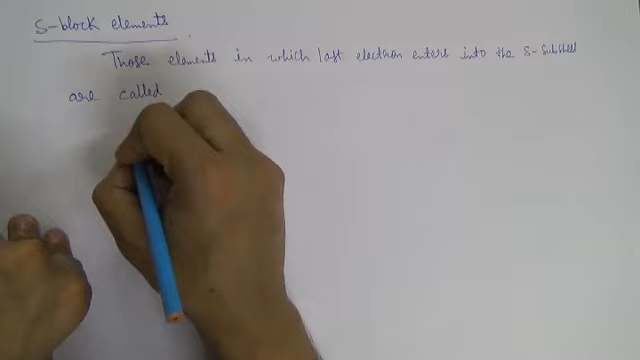 S-block elements
Those elements in which last electron enters into the s-subshell
are called